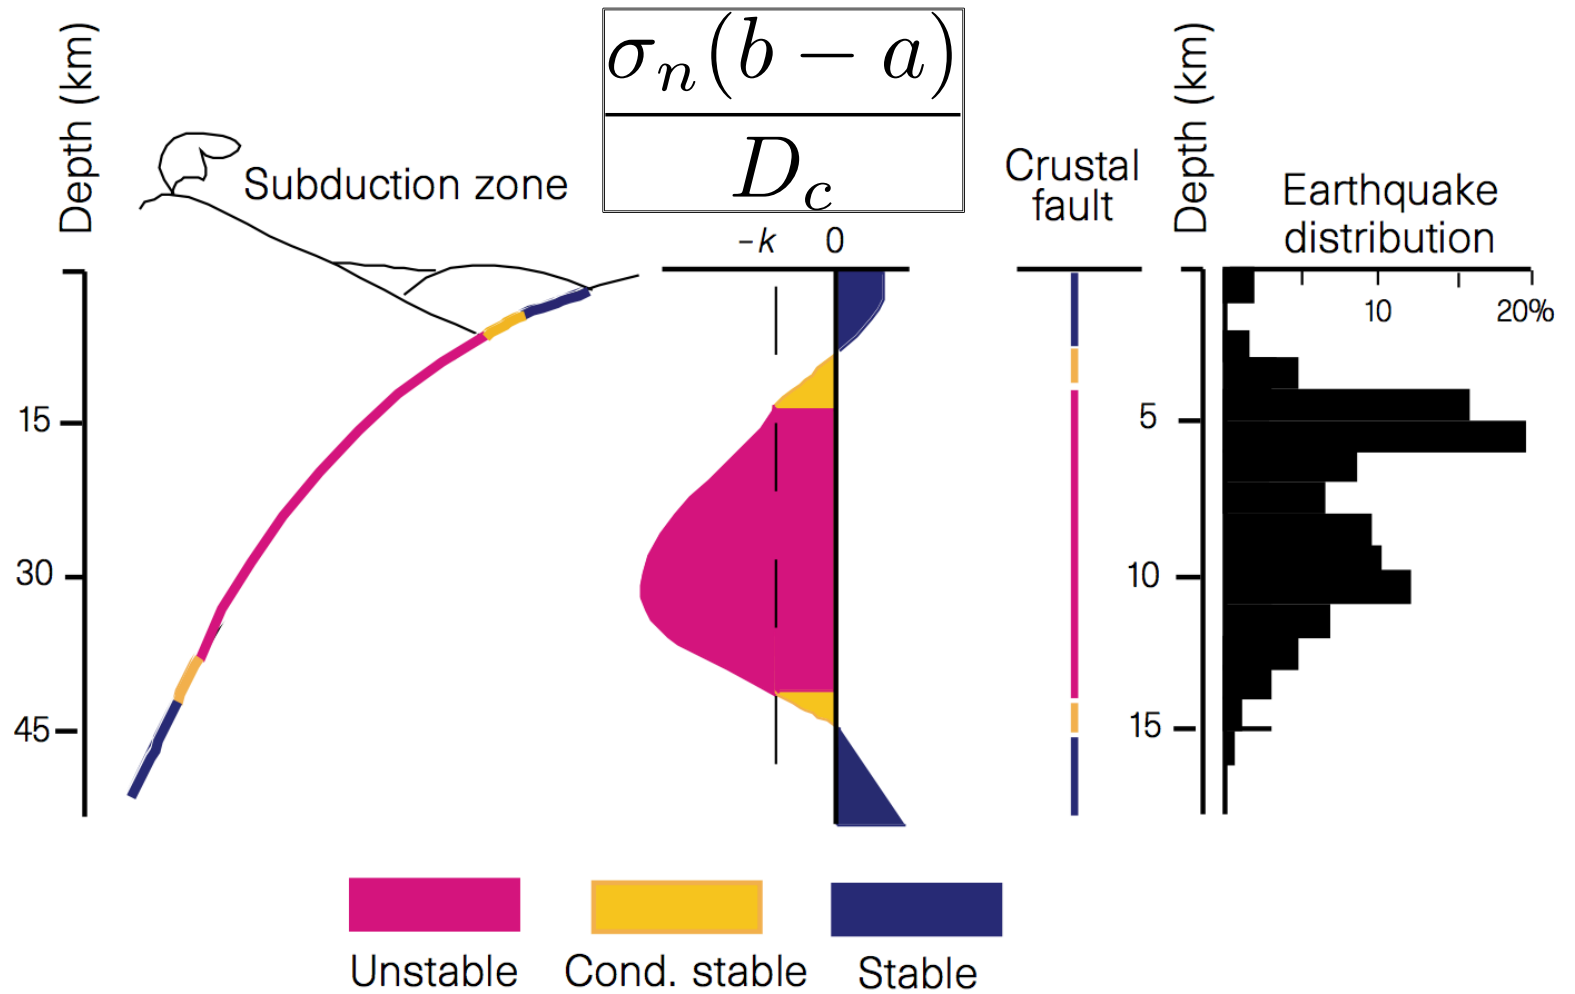 Depth (km)
Subduction zone
15
30
45
σn(b − a)
Dc
-k 0
Crustal
fault
Depth (km)
5
10
15
Earthquake
distribution
10 20%
Unstable Cond. stable Stable